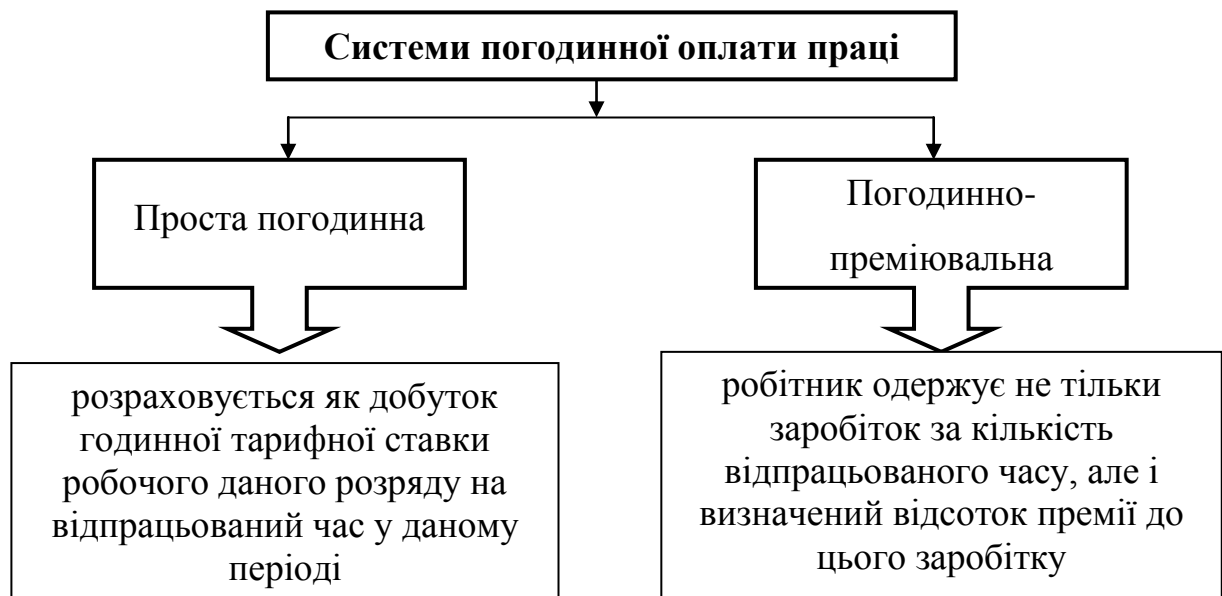 Системи погодинної оплати праці
Проста погодинна
Погодинно-
преміювальна
розраховується як добуток
годинної тарифної ставки
робочого даного розряду на
відпрацьований час у даному
періоді
робітник одержує не тільки
заробіток за кількість
відпрацьованого часу, але і
визначений відсоток премії до
цього заробітку